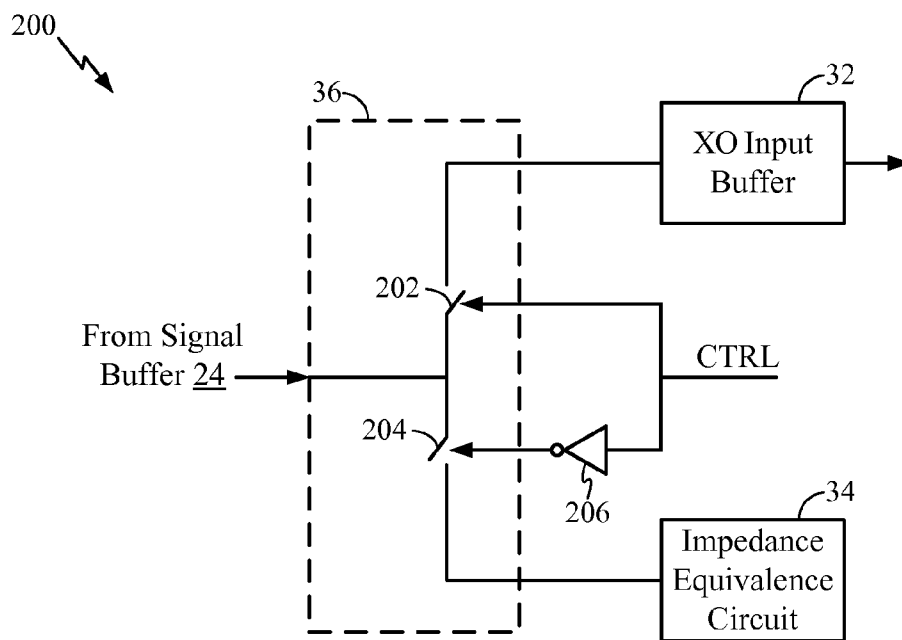 200
36
32
XO Input
Buffer
202
From Signal
Buffer 24
CTRL
204
206
34
Impedance
Equivalence
Circuit